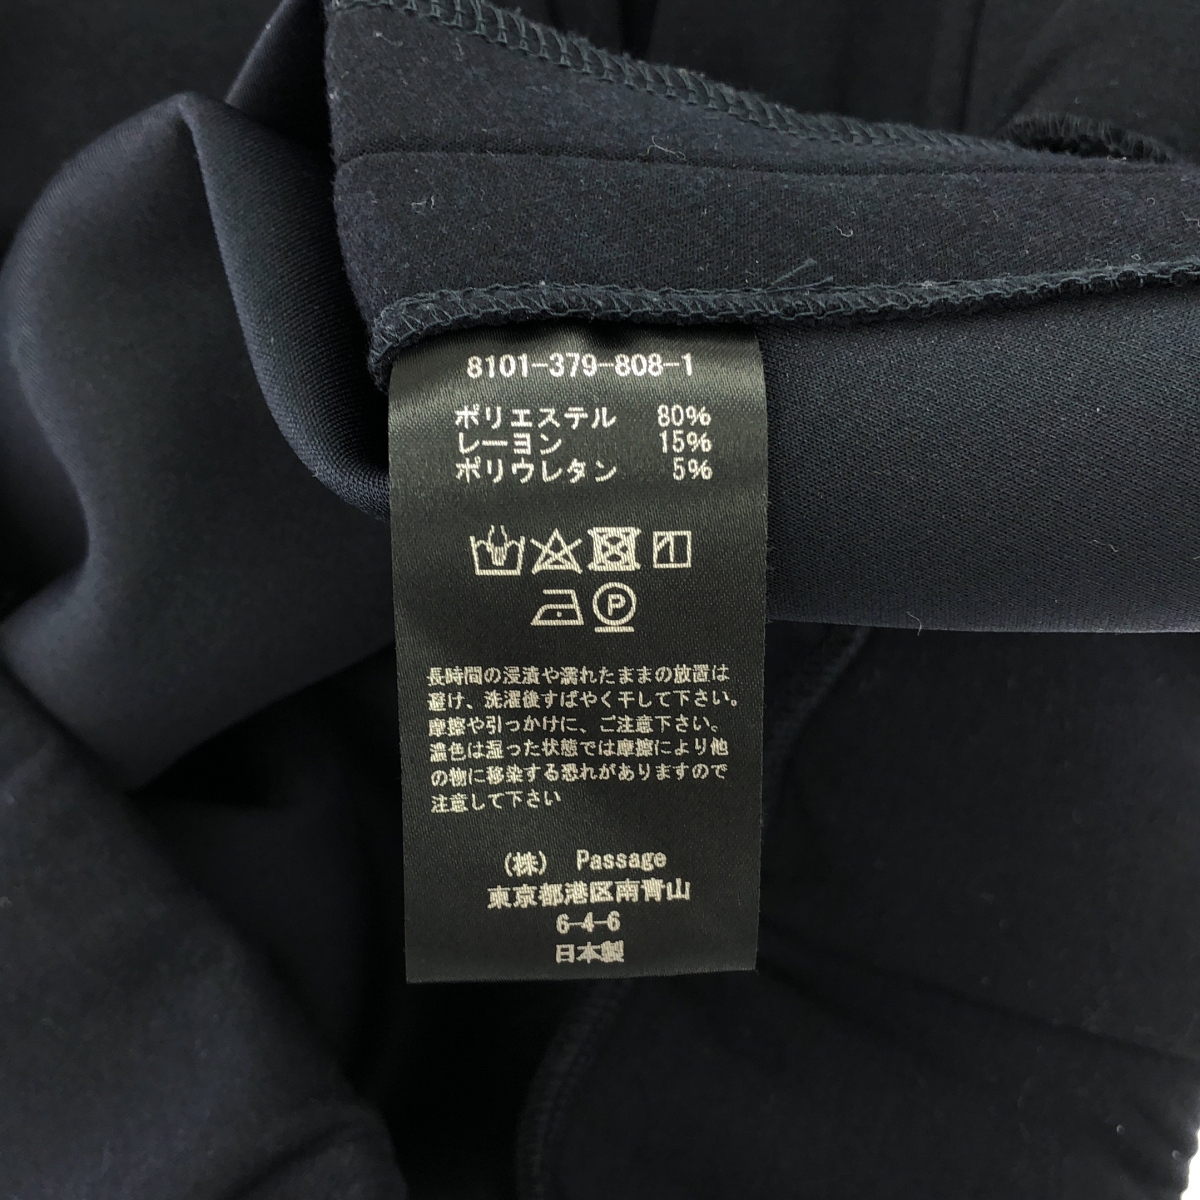 8101-379-808-1
ポリエステル 80%
レーヨン 15%
ポリウレタン 5%
P
長時間の浸漬や濡れたままの放置は
避け、洗濯後すばやく干して下さい。
摩擦や引っかけに、ご注意下さい。
濃色は湿った状態では摩擦により他
の物に移染する恐れがありますので
注意して下さい
(株) Passage
東京都港区南青山
6-4-6
日本製